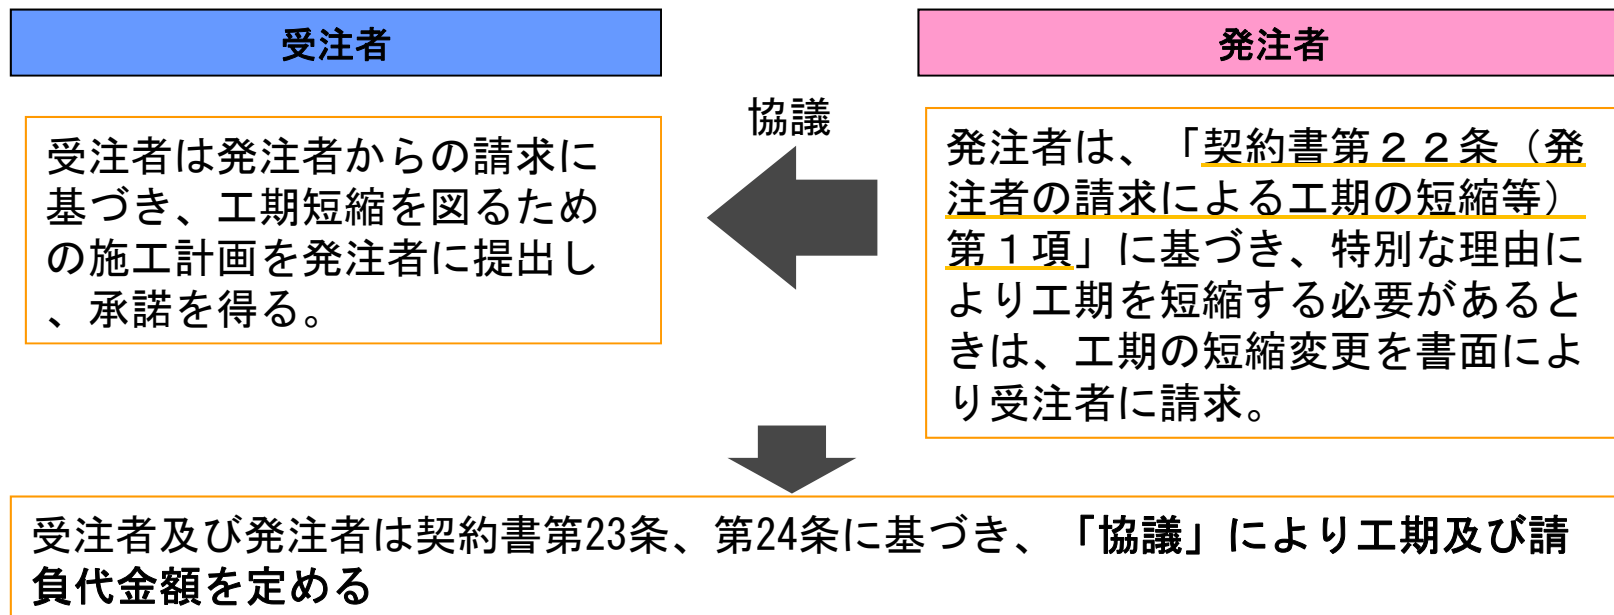 受注者
発注者
協議
受注者は発注者からの請求に
基づき、工期短縮を図るため
の施工計画を発注者に提出し
、承諾を得る。
発注者は、「契約書第２２条（発
注者の請求による工期の短縮等）
第１項」に基づき、特別な理由に
より工期を短縮する必要があると
きは、工期の短縮変更を書面によ
り受注者に請求。
受注者及び発注者は契約書第23条、第24条に基づき、「協議」により工期及び請
負代金額を定める